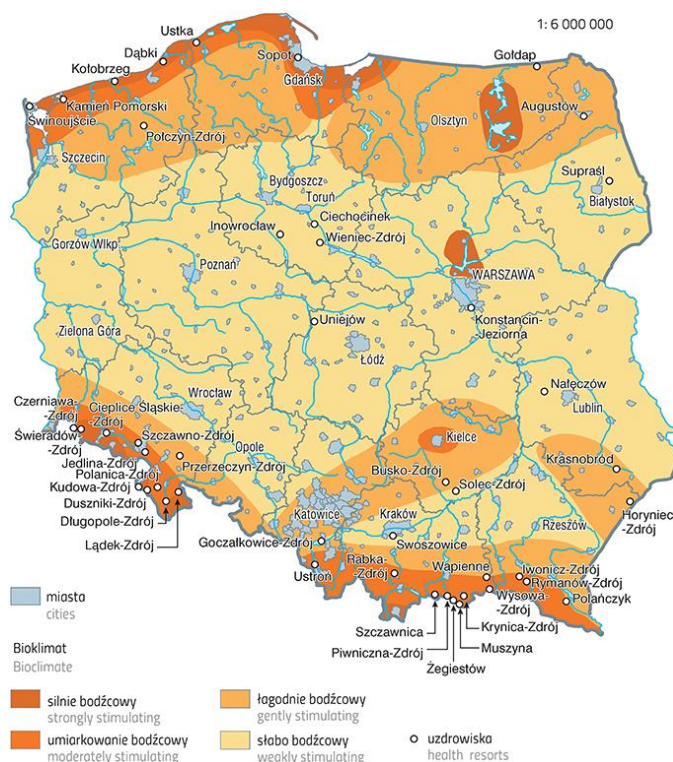 1:6 000 000
Ustka
Dąbki
Sopot
Gołdap
Kołobrzeg
Gdańsk
Kamień Pomorski
Świnoujście
Olsztyn
Augustów
Połczyn-Zdrój
Szczecin
Supraśl
Białystok
Bydgoszcz
Toruń
Ciechocinek
Inowrocław
Wieniec-Zdrój
Gorzów Wlkp.
Poznań
WARSZAWA
Konstancin-
Jeziorna
Uniejów
Zielona Góra
Łódź
Nałęczów
Lublin
Wrocław
Czerniawa-
-Zdrój
Cieplice Śląskie-
-Zdrój
Świeradów-
-Zdrój
Szczawno-Zdrój
Kielce
Opole
Jedlina-Zdrój
Przerzeczyn-Zdrój
Krasnobród
Polanica-Zdrój
Busko-Zdrój
Kudowa-Zdrój
Solec-Zdrój
Duszniki-Zdrój
Katowice
Długopole-Zdrój
Kraków
Rzeszów
Horyniec-
-Zdrój
Lądek-Zdrój
Goczałkowice-Zdrój
Swoszowice
Ustroń
Rabka-
-Zdrój
Wapienne
Iwonicz-Zdrój
Rymanów-Zdrój
Wysowa-
-Zdrój
Polańczyk
Szczawnica
Krynica-Zdrój
Piwniczna-Zdrój
Muszyna
Żegiestów
miasta
cities
Bioklimat
Bioclimate
silnie bodźcowy
strongly stimulating
łagodnie bodźcowy
gently stimulating
umiarkowanie bodźcowy
moderately stimulating
słabo bodźcowy
weakly stimulating
uzdrowiska
health resorts